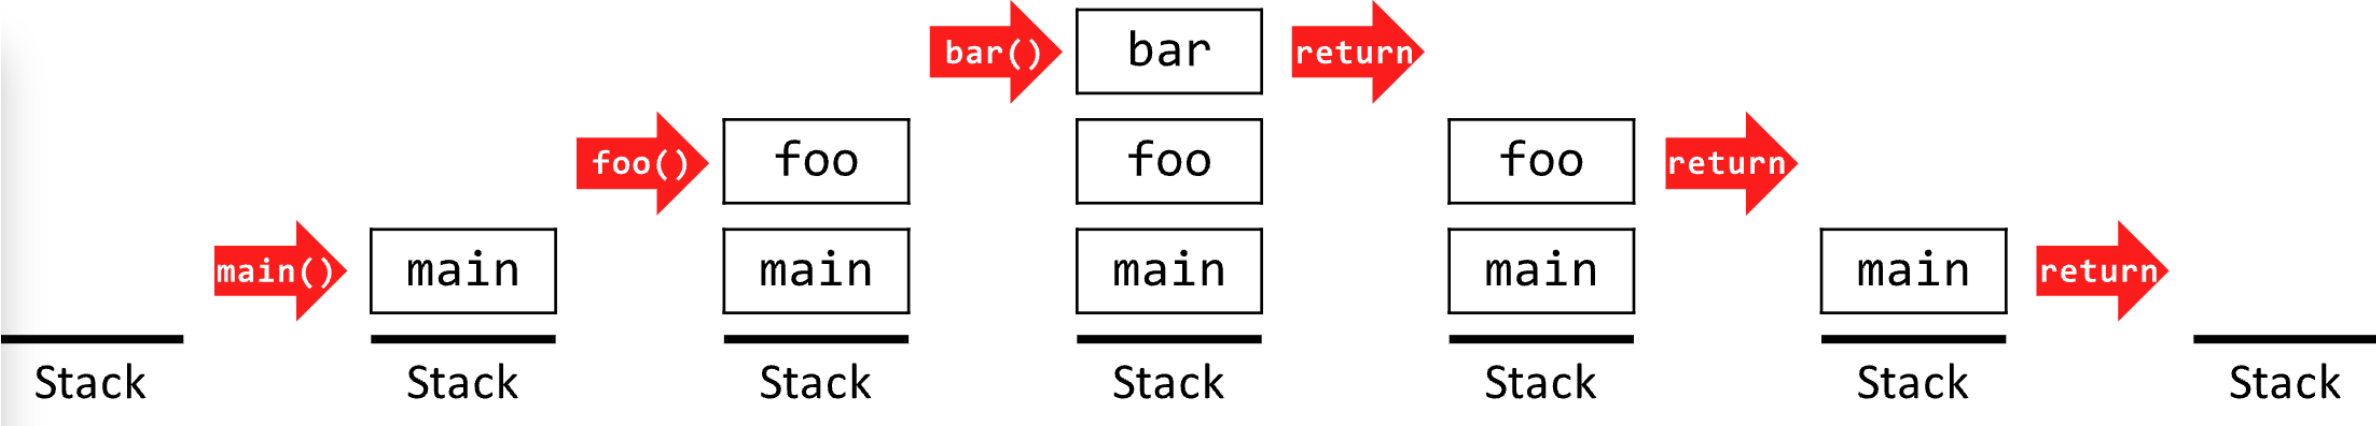 bar() bar return
foo() foo foo foo return
main() main main main main main return
Stack Stack Stack Stack Stack Stack Stack